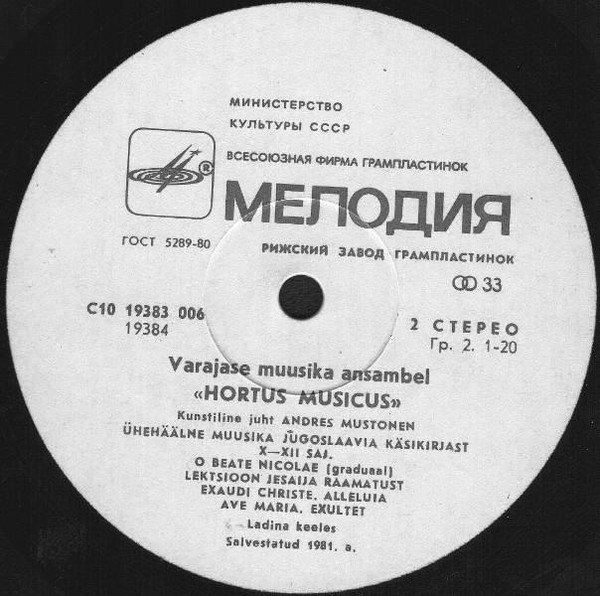 МИНИСТЕРСТВО
КУЛЬТУРЫ СССР
ВСЕСОЮЗНАЯ ФИРМА ГРАМПЛАСТИНОК
®
МЕЛОДИЯ
ГОСТ 5289-80
РИЖСКИЙ ЗАВОД ГРАМПЛАСТИНОК
33
С10 19383 006
19384
2 СТЕРЕО
Гр. 2. 1-20
Varajase muusika ansambel
«HORTUS MUSICUS»
Kunstiline juht ANDRES MUSTONEN
ÜHEHÄÄLNE MUUSIKA JUGOSLAAVIA KÄSIKIRJAST
X—XII SAJ.
O BEATE NICOLAE (graduaal)
LEKTSIOON JESAIJA RAAMATUST
EXAUDI CHRISTE. ALLELUIA
AVE MARIA. EXULTET
Ladina keeles
Salvestatud 1981. a.